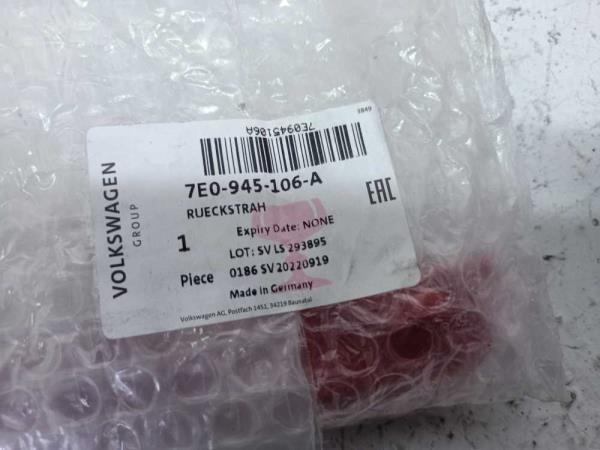 3849
7E0945106A
7E0-945-106-A
RUECKSTRAH
EAC
VOLKSWAGEN
GROUP
1
Piece
Expiry Date: NONE
LOT: SV LS 293895
0186 SV 20220919
Made in Germany
Volkswagen AG, Postfach 1451, 34219 Baunatal